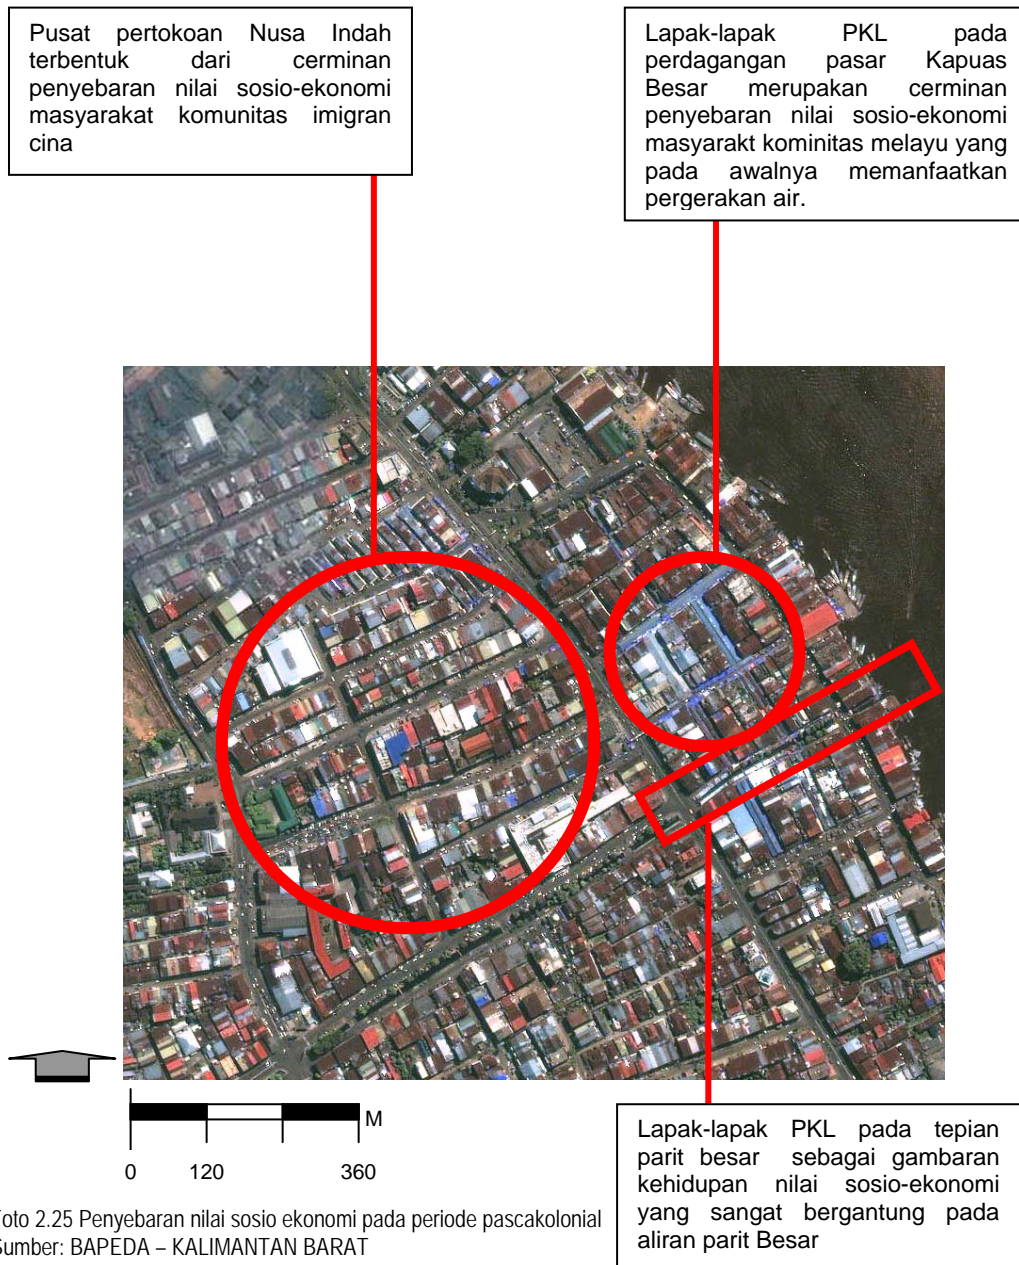 Pusat pertokoan Nusa Indah
terbentuk dari cerminan
penyebaran nilai sosio-ekonomi
masyarakat komunitas imigran
cina
Lapak-lapak PKL pada
perdagangan pasar Kapuas
Besar merupakan cerminan
penyebaran nilai sosio-ekonomi
masyarakt kominitas melayu yang
pada awalnya memanfaatkan
pergerakan air.
M
0 120 360
Lapak-lapak PKL pada tepian
parit besar sebagai gambaran
kehidupan nilai sosio-ekonomi
yang sangat bergantung pada
aliran parit Besar
Foto 2.25 Penyebaran nilai sosio ekonomi pada periode pascakolonial
Sumber: BAPEDA – KALIMANTAN BARAT